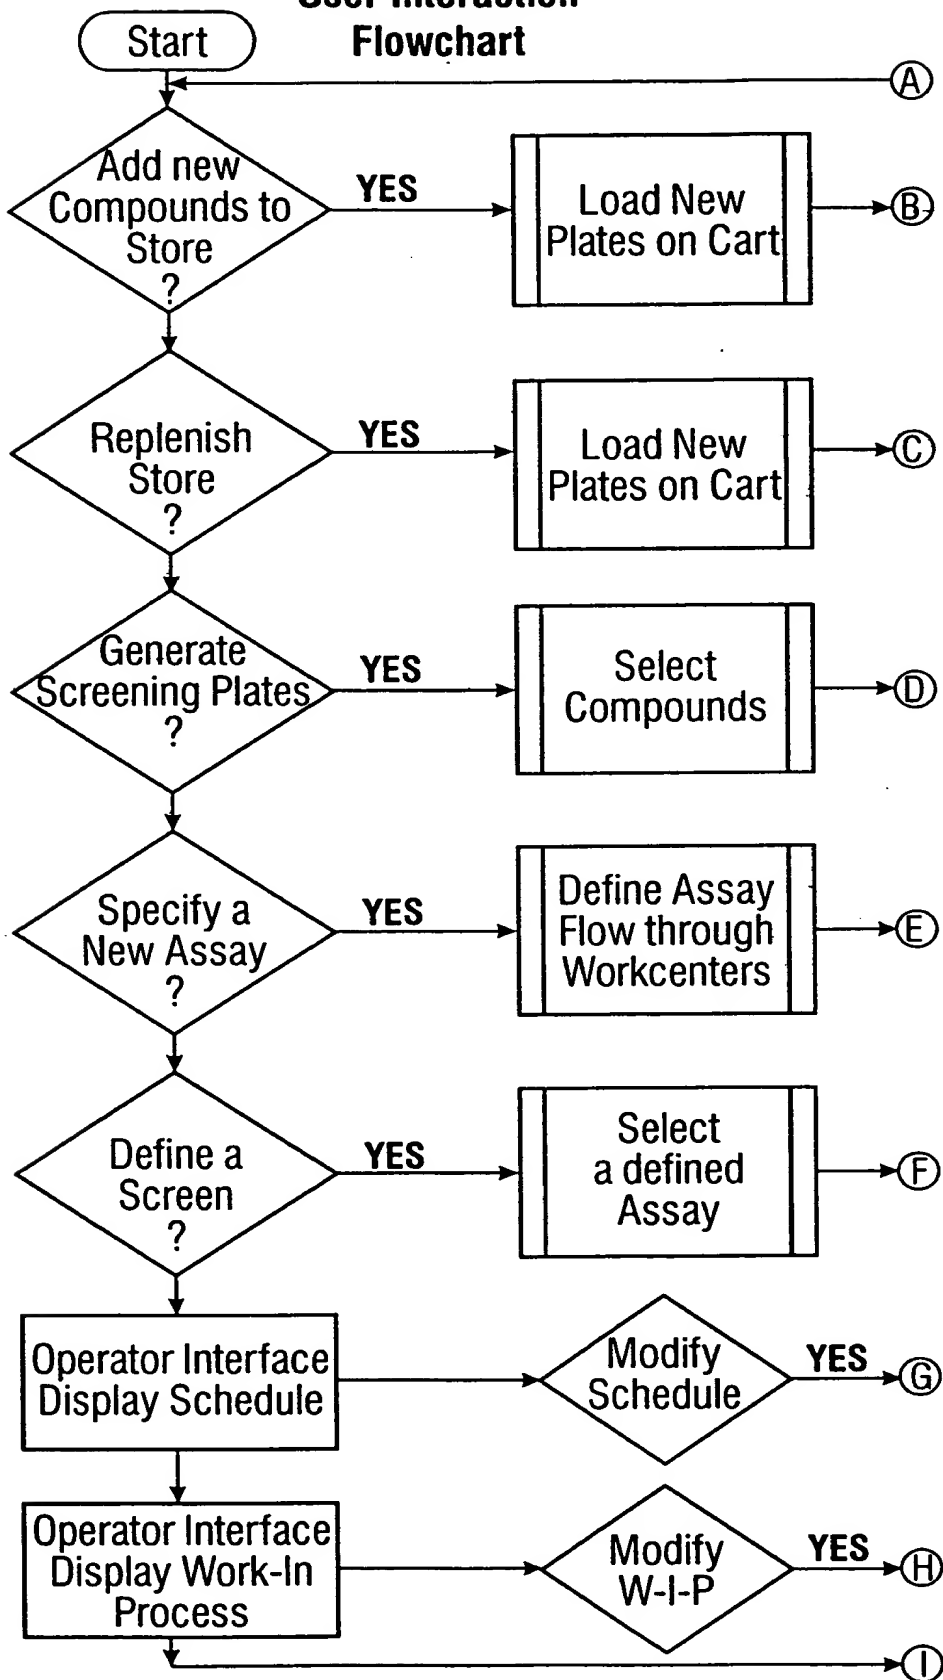 User Interaction
Flowchart
Start
A
Add new
Compounds to
Store
?
YES
Load New
Plates on Cart
B
Replenish
Store
?
YES
Load New
Plates on Cart
C
Generate
Screening Plates
?
YES
Select
Compounds
D
Specify a
New Assay
?
YES
Define Assay
Flow through
Workcenters
E
Define a
Screen
?
YES
Select
a defined
Assay
F
Operator Interface
Display Schedule
Modify
Schedule
YES
G
Operator Interface
Display Work-In
Process
Modify
W-I-P
YES
H
I